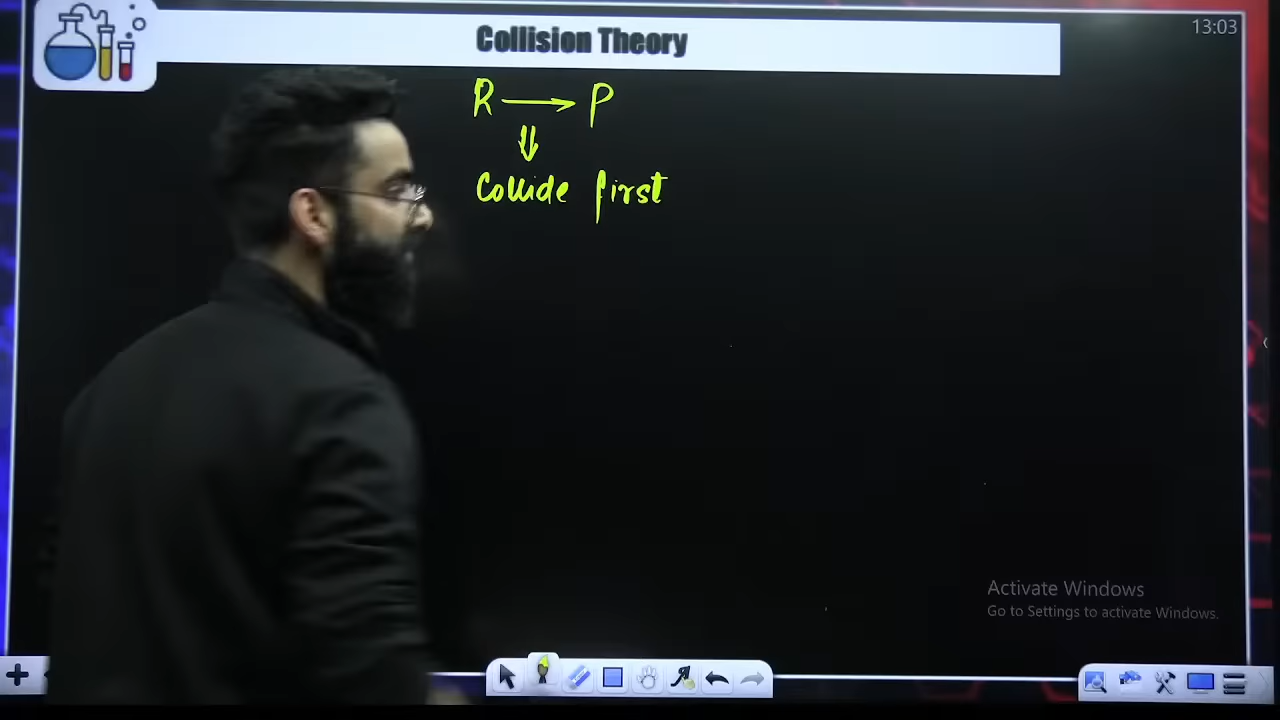 Collision Theory
13:03
R → P
⇓
Collide first
Activate Windows
Go to Settings to activate Windows.